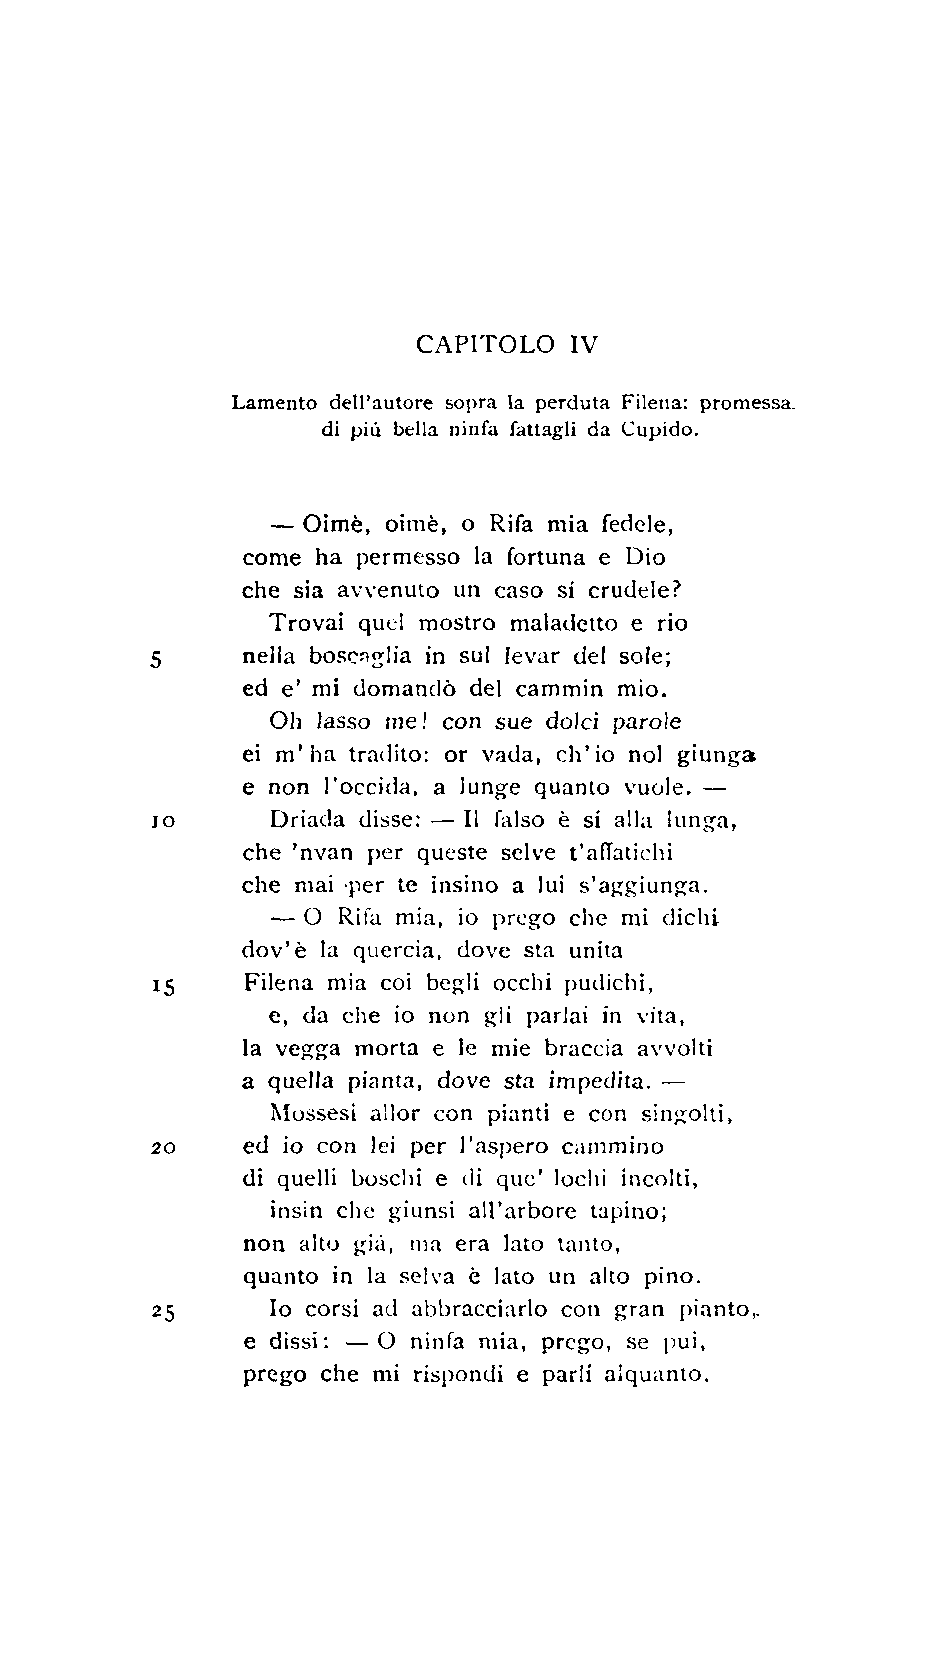 CAPITOLO IV
Lamento dell'autore sopra la perduta Filena: promessa
di piú bella ninfa fattagli da Cupido.
— Oimè, oimè, o Rifa mia fedele,
come ha permesso la fortuna e Dio
che sia avvenuto un caso sí crudele?
Trovai quel mostro maladetto e rio
5 nella boscaglia in sul levar del sole;
ed e' mi domandò del cammin mio.
Oh lasso me! con sue dolci parole
ei m'ha tradito: or vada, ch'io nol giunga
e non l'occida, a lunge quanto vuole. —
10 Driada disse: — Il falso è sí alla lunga,
che 'nvan per queste selve t'affatichi
che mai per te insino a lui s'aggiunga.
— O Rifa mia, io prego che mi dichi
dov'è la quercia, dove sta unita
15 Filena mia coi begli occhi pudichi,
e, da che io non gli parlai in vita,
la vegga morta e le mie braccia avvolti
a quella pianta, dove sta impedita. —
Mossesi allor con pianti e con singolti,
20 ed io con lei per l'aspero cammino
di quelli boschi e di que' lochi incolti,
insin che giunsi all'arbore tapino;
non alto giá, ma era lato tanto,
quanto in la selva è lato un alto pino.
25 Io corsi ad abbracciarlo con gran pianto,
e dissi: — O ninfa mia, prego, se pui,
prego che mi rispondi e parli alquanto.